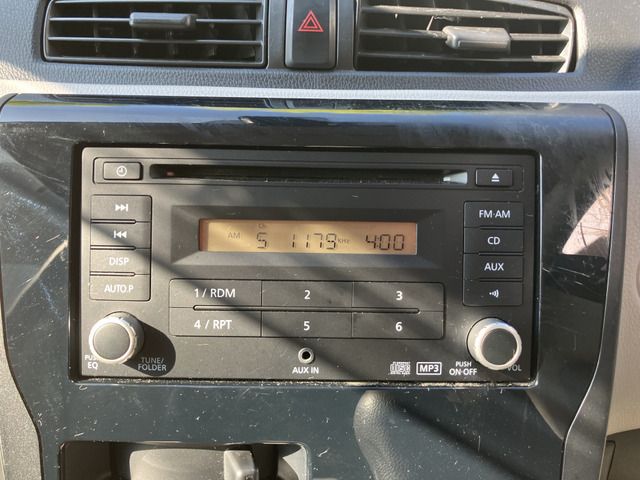 FM·AM
AM Ch 5 1179 KHz 4:00
CD
DISP
AUX
AUTO.P
1 / RDM 2 3
4 / RPT 5 6
PUSH EQ
TUNE/
FOLDER
AUX IN
MP3
PUSH
ON·OFF
VOL